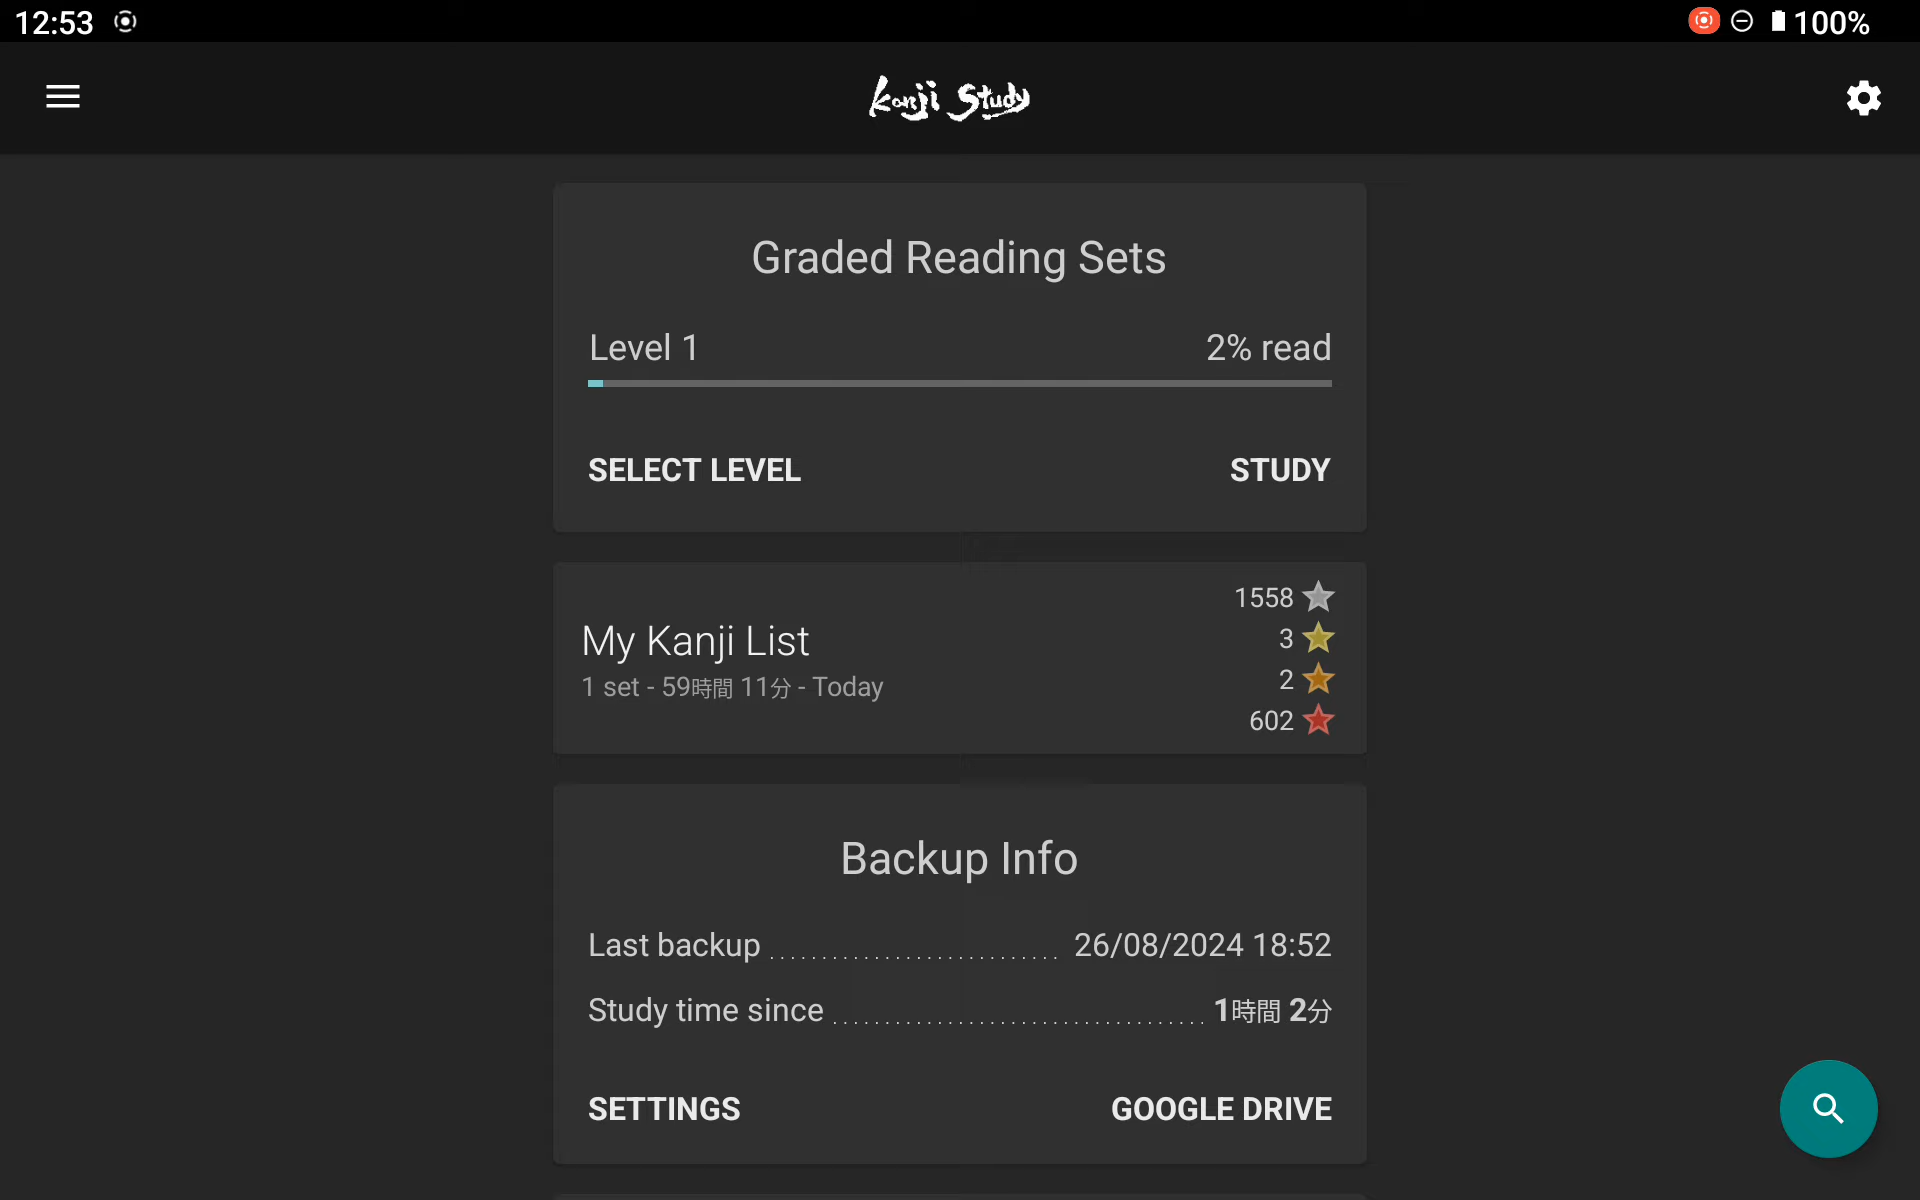 12:53
100%
Kanji Study
Graded Reading Sets
Level 1
2% read
SELECT LEVEL
STUDY
My Kanji List
1 set - 59時間 11分 - Today
1558
3
2
602
Backup Info
Last backup 26/08/2024 18:52
Study time since 1時間 2分
SETTINGS
GOOGLE DRIVE